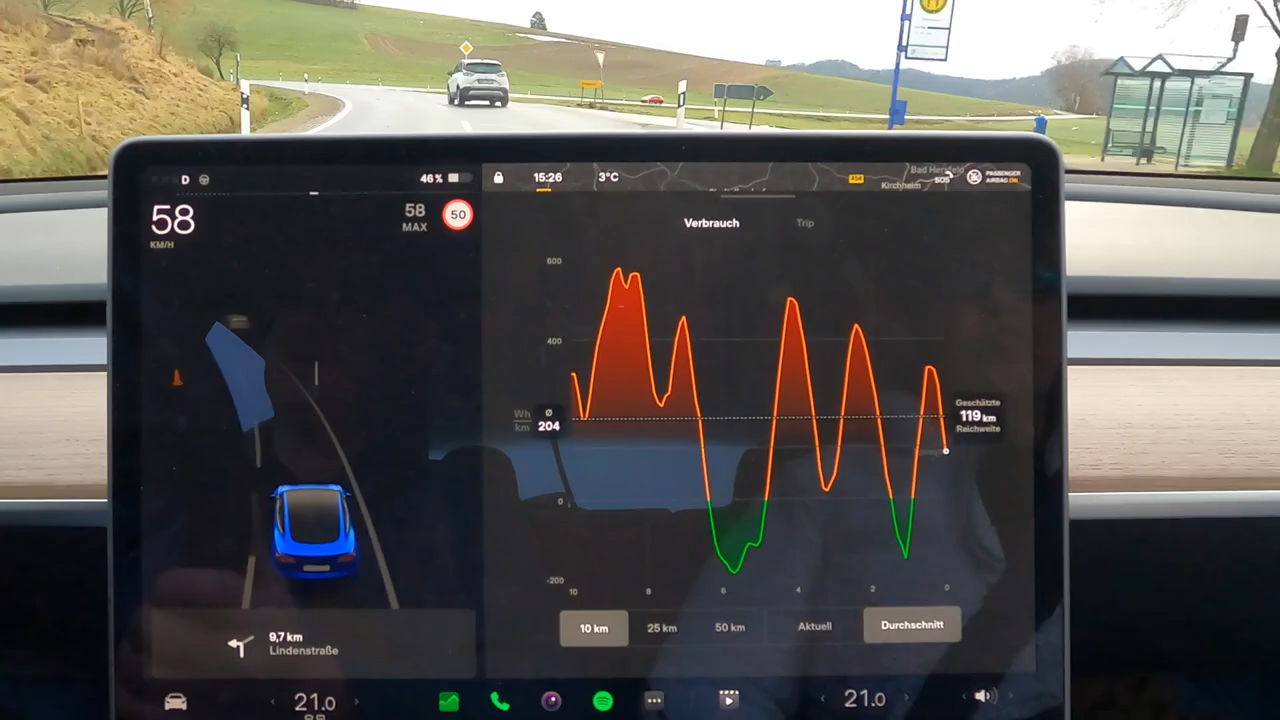 H
D
46 %
15:26
3°C
454
Bad Hersfeld
Kirchheim
SOS
PASSENGER
AIRBAG ON
58
KM/H
58
MAX
50
Verbrauch
Trip
600
400
Wh
km
Ø
204
Geschätzte
119 km
Reichweite
0
-200
10
8
6
4
2
0
10 km
25 km
50 km
Aktuell
Durchschnitt
9,7 km
Lindenstraße
21.0
21.0